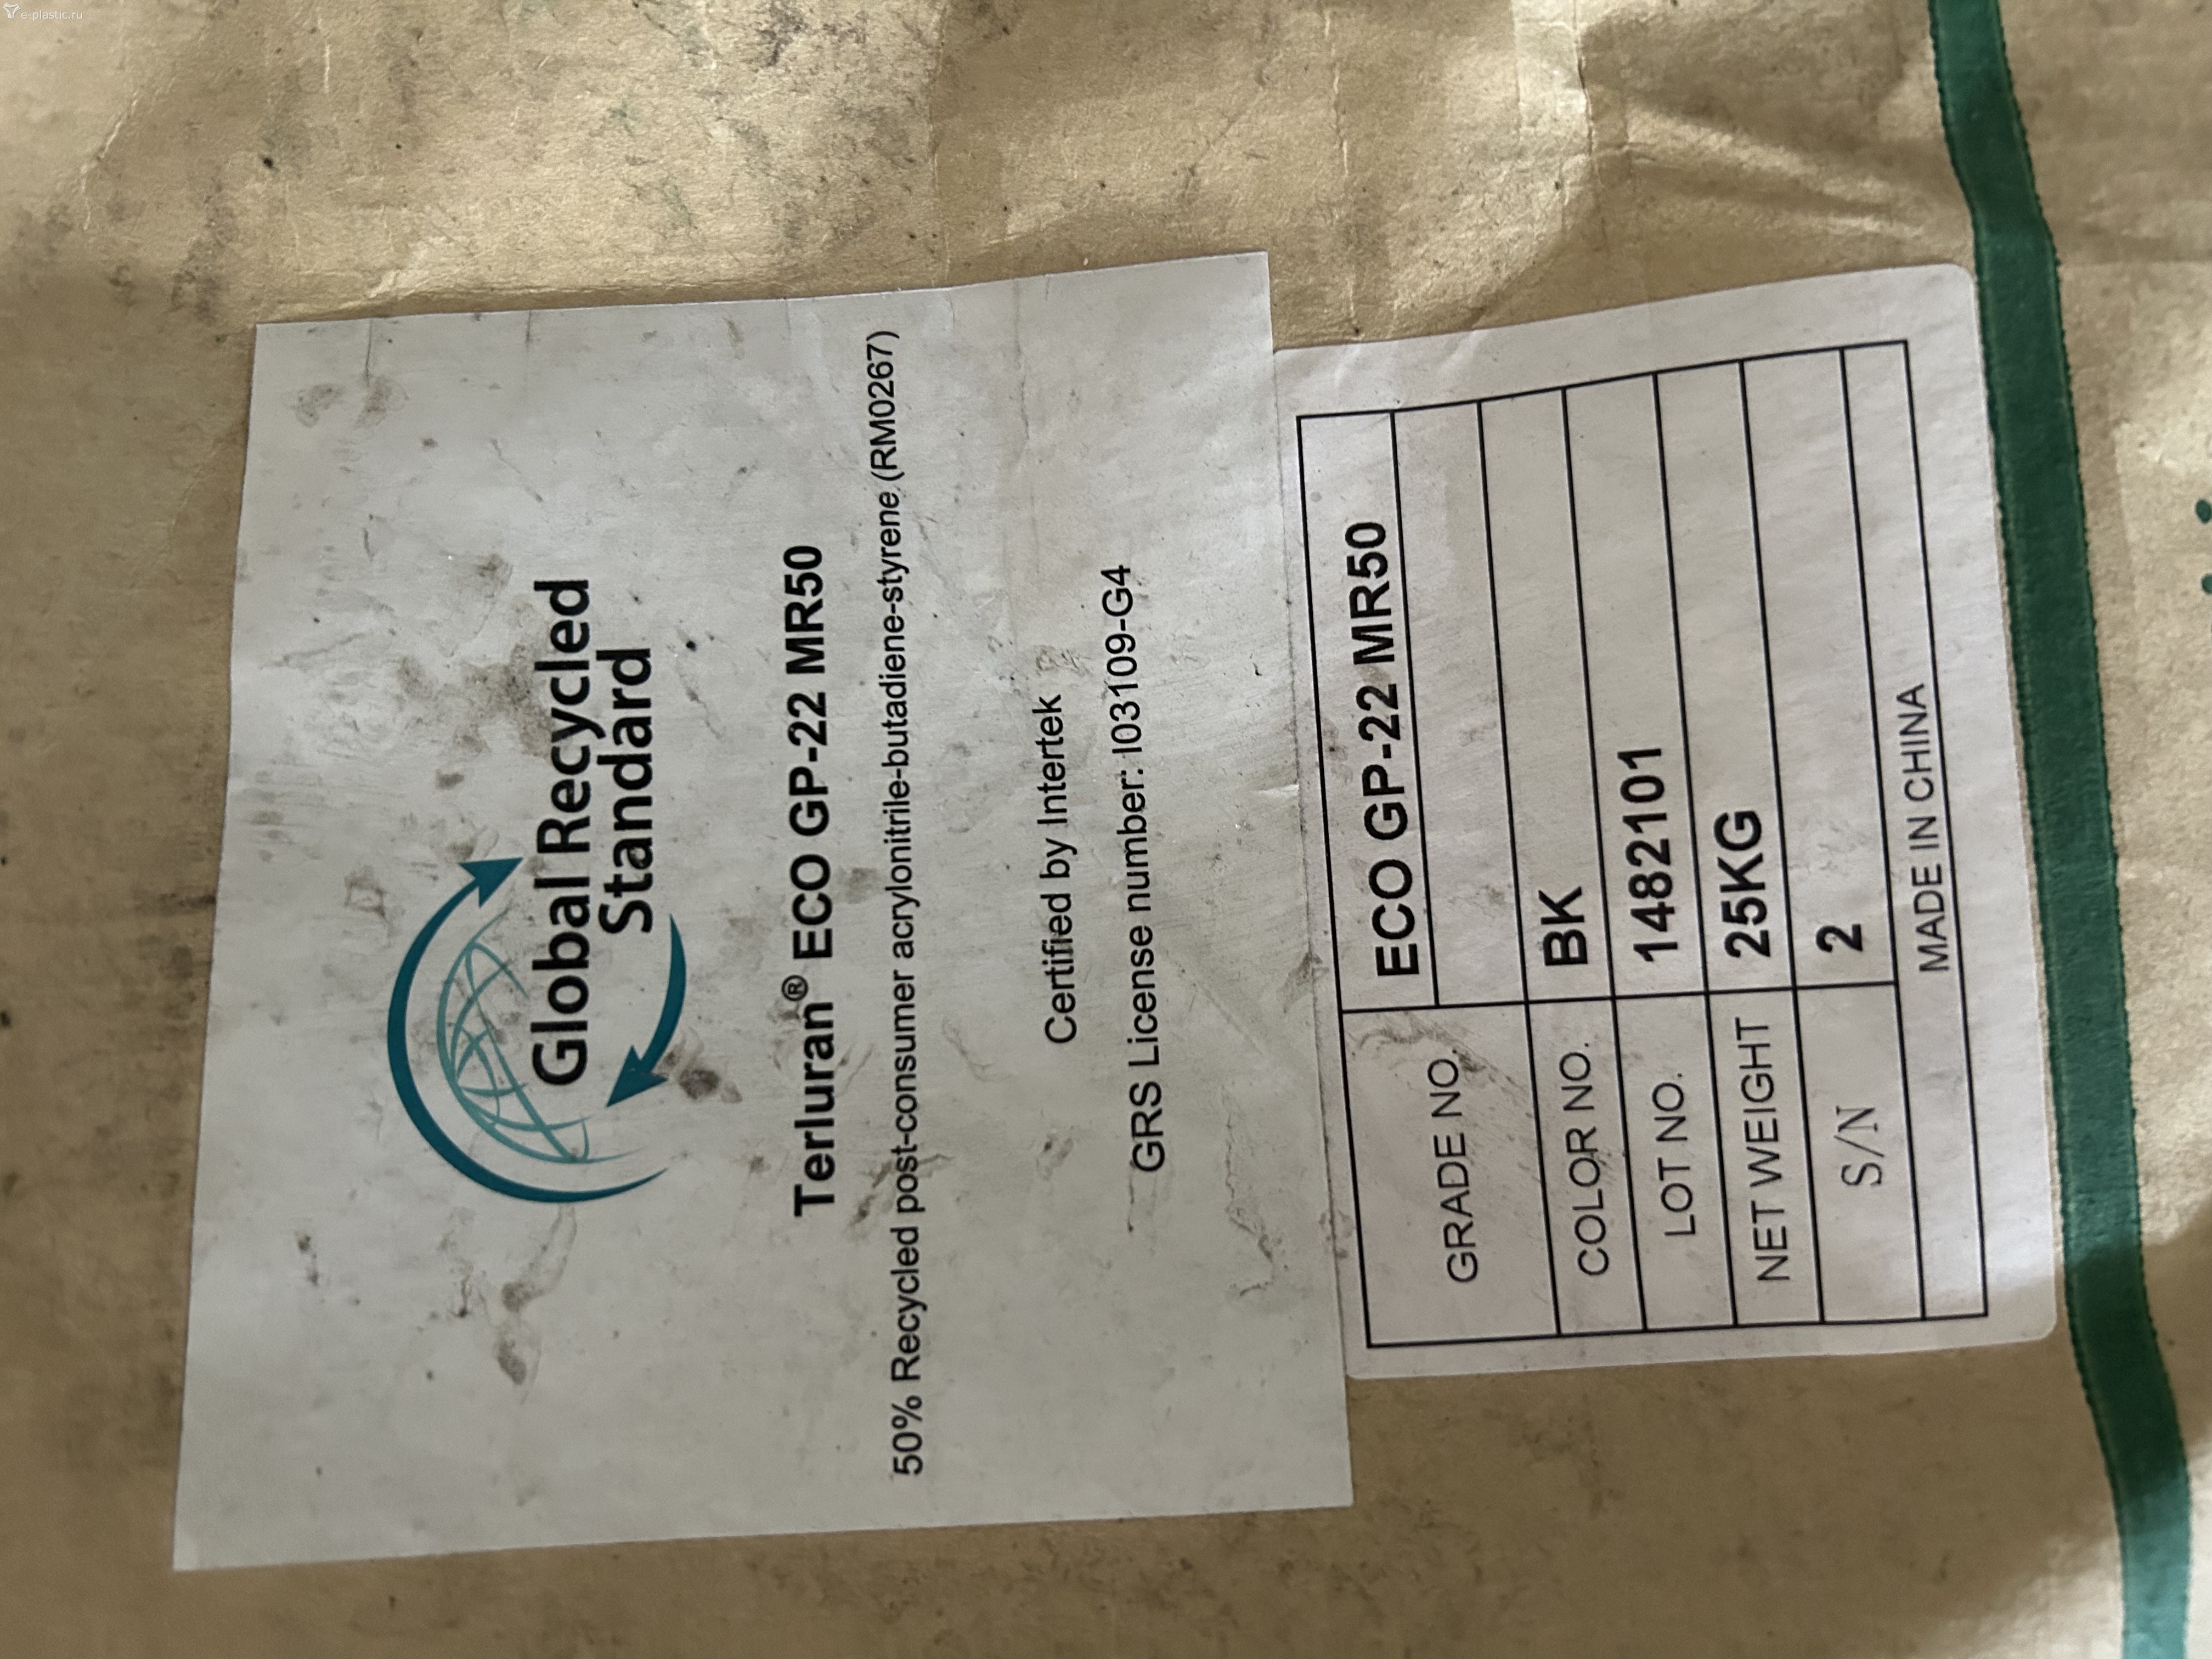 e-plastic.ru
Global Recycled
Standard
Terluran® ECO GP-22 MR50
50% Recycled post-consumer acrylonitrile-butadiene-styrene (RM0267)
Certified by Intertek
GRS License number: I03109-G4
GRADE NO. ECO GP-22 MR50
COLOR NO. BK
LOT NO. 1482101
NET WEIGHT 25KG
S/N 2
MADE IN CHINA